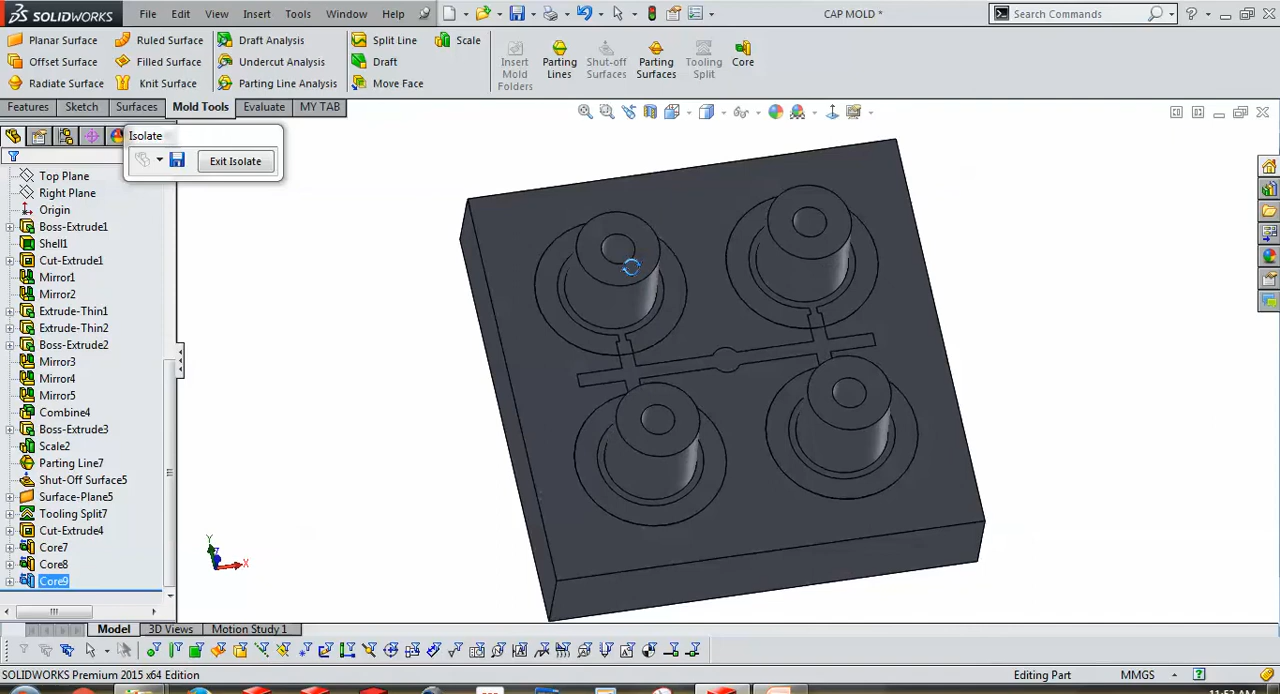 SOLIDWORKS File Edit View Insert Tools Window Help CAP MOLD * Search Commands
Planar Surface Ruled Surface Draft Analysis Split Line Scale
Offset Surface Filled Surface Undercut Analysis Draft
Radiate Surface Knit Surface Parting Line Analysis Move Face
Insert Mold Folders
Parting Lines
Shut-off Surfaces
Parting Surfaces
Tooling Split
Core
Features Sketch Surfaces Mold Tools Evaluate MY TAB
Isolate
Exit Isolate
Top Plane
Right Plane
Origin
Boss-Extrude1
Shell1
Cut-Extrude1
Mirror1
Mirror2
Extrude-Thin1
Extrude-Thin2
Boss-Extrude2
Mirror3
Mirror4
Mirror5
Combine4
Boss-Extrude3
Scale2
Parting Line7
Shut-Off Surface5
Surface-Plane5
Tooling Split7
Cut-Extrude4
Core7
Core8
Core9
Y
Z
X
Model 3D Views Motion Study 1
SOLIDWORKS Premium 2015 x64 Edition Editing Part MMGS